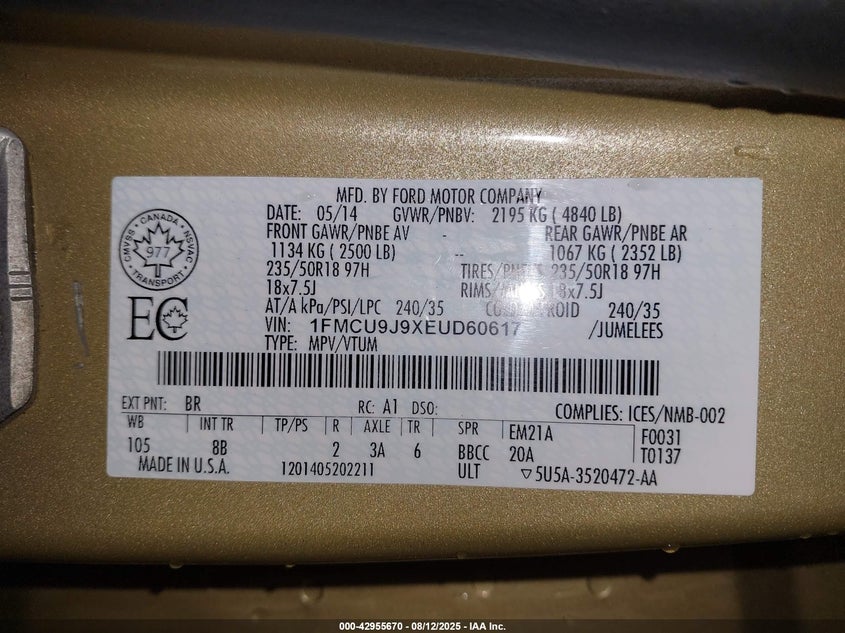 MFD. BY FORD MOTOR COMPANY
DATE: 05/14 GVWR/PNBV: 2195 KG ( 4840 LB)
FRONT GAWR/PNBE AV - REAR GAWR/PNBE AR
1134 KG ( 2500 LB) -- 1067 KG ( 2352 LB)
235/50R18 97H TIRES/ 235/50R18 97H
18x7.5J RIMS/ 18x7.5J
AT/A kPa/PSI/LPC 240/35 240/35
VIN: 1FMCU9J9XEUD60617 /JUMELEES
TYPE: MPV/VTUM
CMVSS · CANADA · NSVAC
977
TRANSPORT
EC
EXT PNT: BR RC: A1 DSO: COMPLIES: ICES/NMB-002
WB INT TR TP/PS R AXLE TR SPR EM21A F0031
105 8B 2 3A 6 BBCC 20A T0137
MADE IN U.S.A. 1201405202211 ULT ▽5U5A-3520472-AA
000-42955670 - 08/12/2025 - IAA Inc.